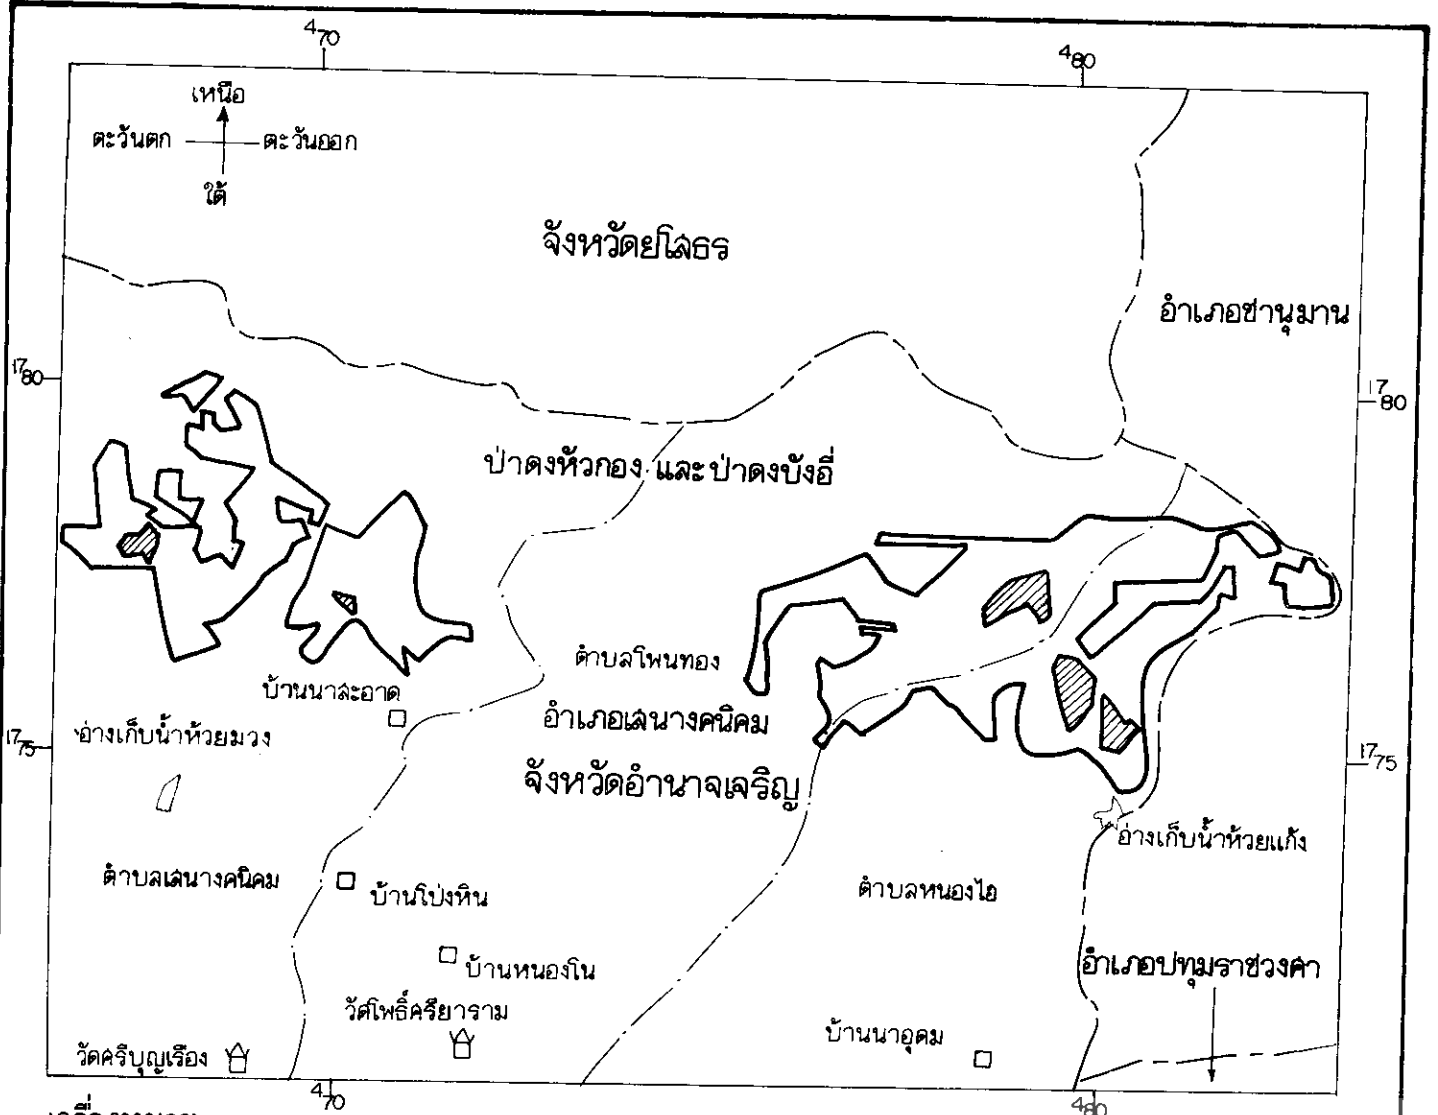 470
480
เหนือ
ตะวันตก ตะวันออก
ใต้
จังหวัดยโสธร
อำเภอชานุมาน
1780
1780
ป่าดงหัวกอง และป่าดงบังอี่
ตำบลโพนทอง
บ้านนาสะอาด
อำเภอเสนางคนิคม
อ่างเก็บน้ำห้วยมวง
1775
1775
จังหวัดอำนาจเจริญ
อ่างเก็บน้ำห้วยแก้ง
ตำบลเสนางคนิคม
บ้านโป่งหิน
ตำบลหนองไฮ
บ้านหนองโน
อำเภอปทุมราชวงศา
วัดโพธิ์ศรียาราม
บ้านนาอุดม
วัดศรีบุญเรือง
470
480